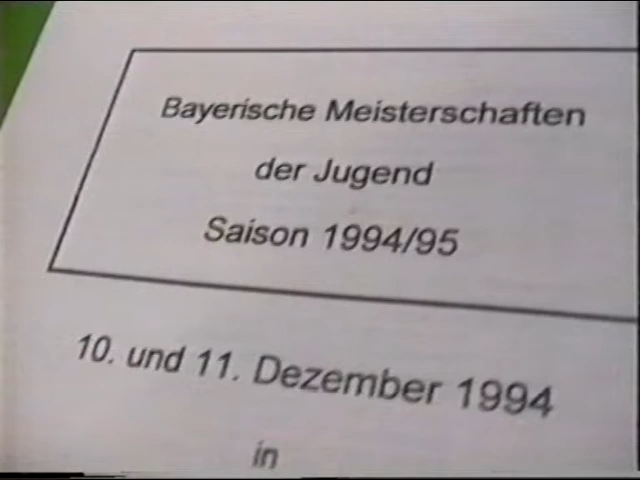 Bayerische Meisterschaften
der Jugend
Saison 1994/95
10. und 11. Dezember 1994
in